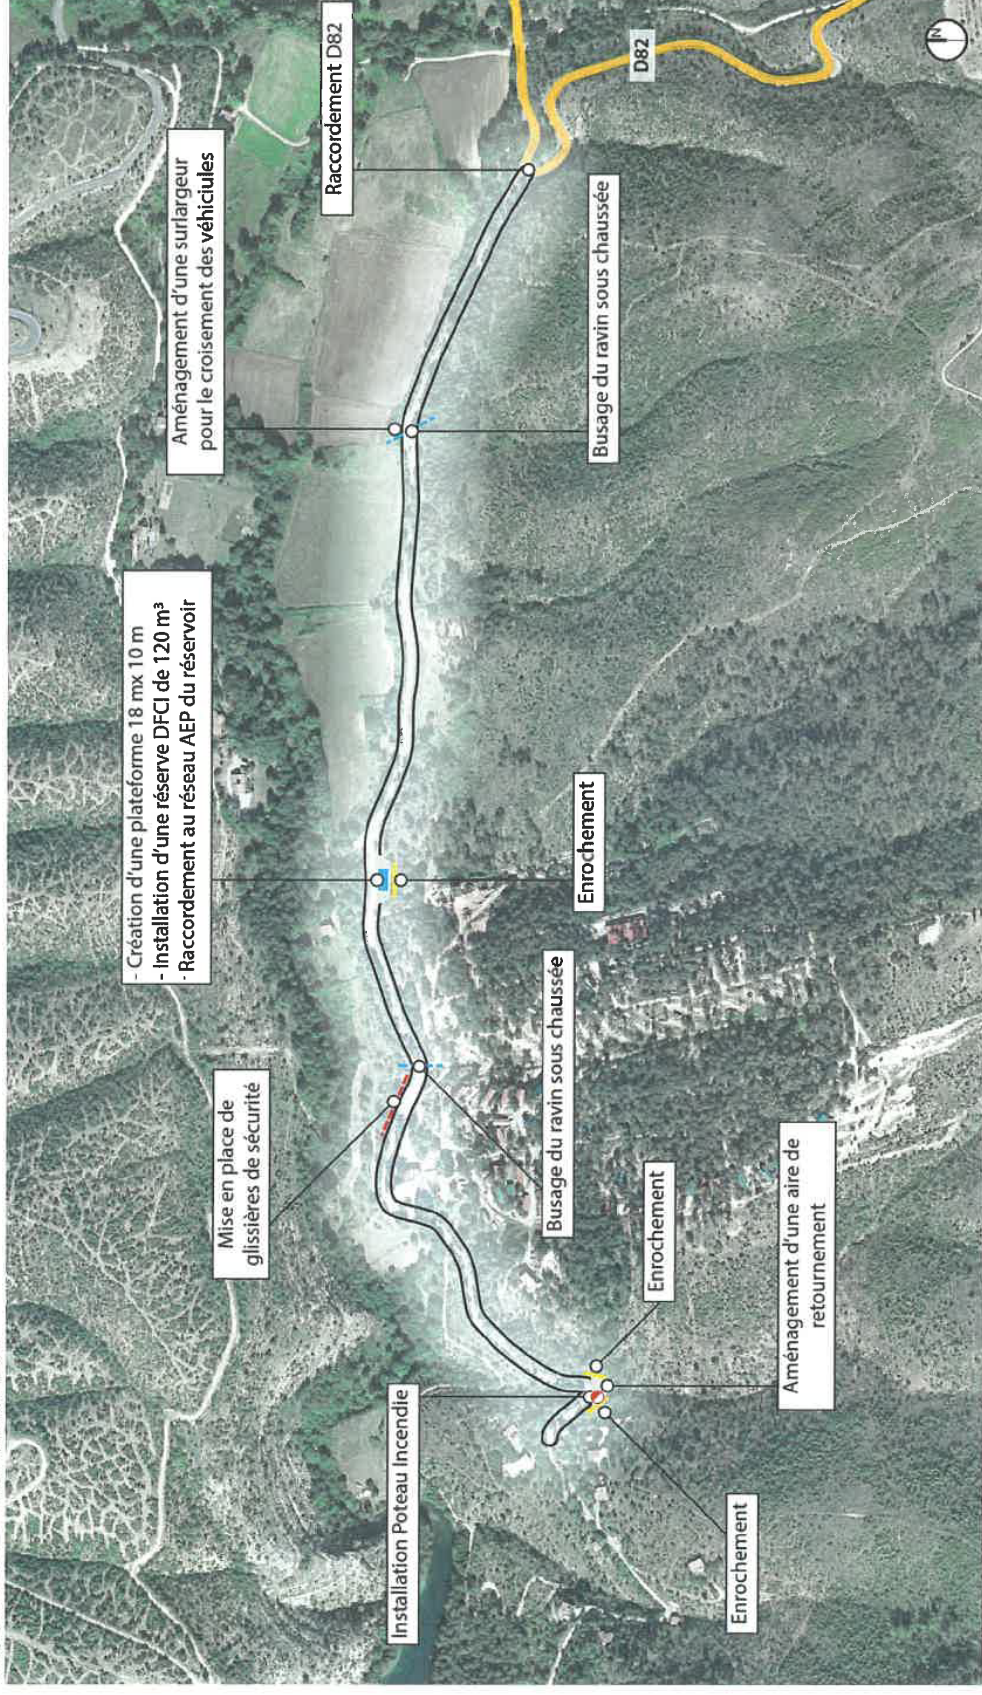 Installation Poteau Incendie
Mise en place de
glissières de sécurité
- Création d'une plateforme 18 mx 10 m
- Installation d'une réserve DFCI de 120 m³
- Raccordement au réseau AEP du réservoir
Aménagement d'une surlargeur
pour le croisement des véhiciules
Raccordement D82
D82
N
Enrochement
Aménagement d'une aire de
retournement
Enrochement
Busage du ravin sous chaussée
Enrochement
Busage du ravin sous chaussée